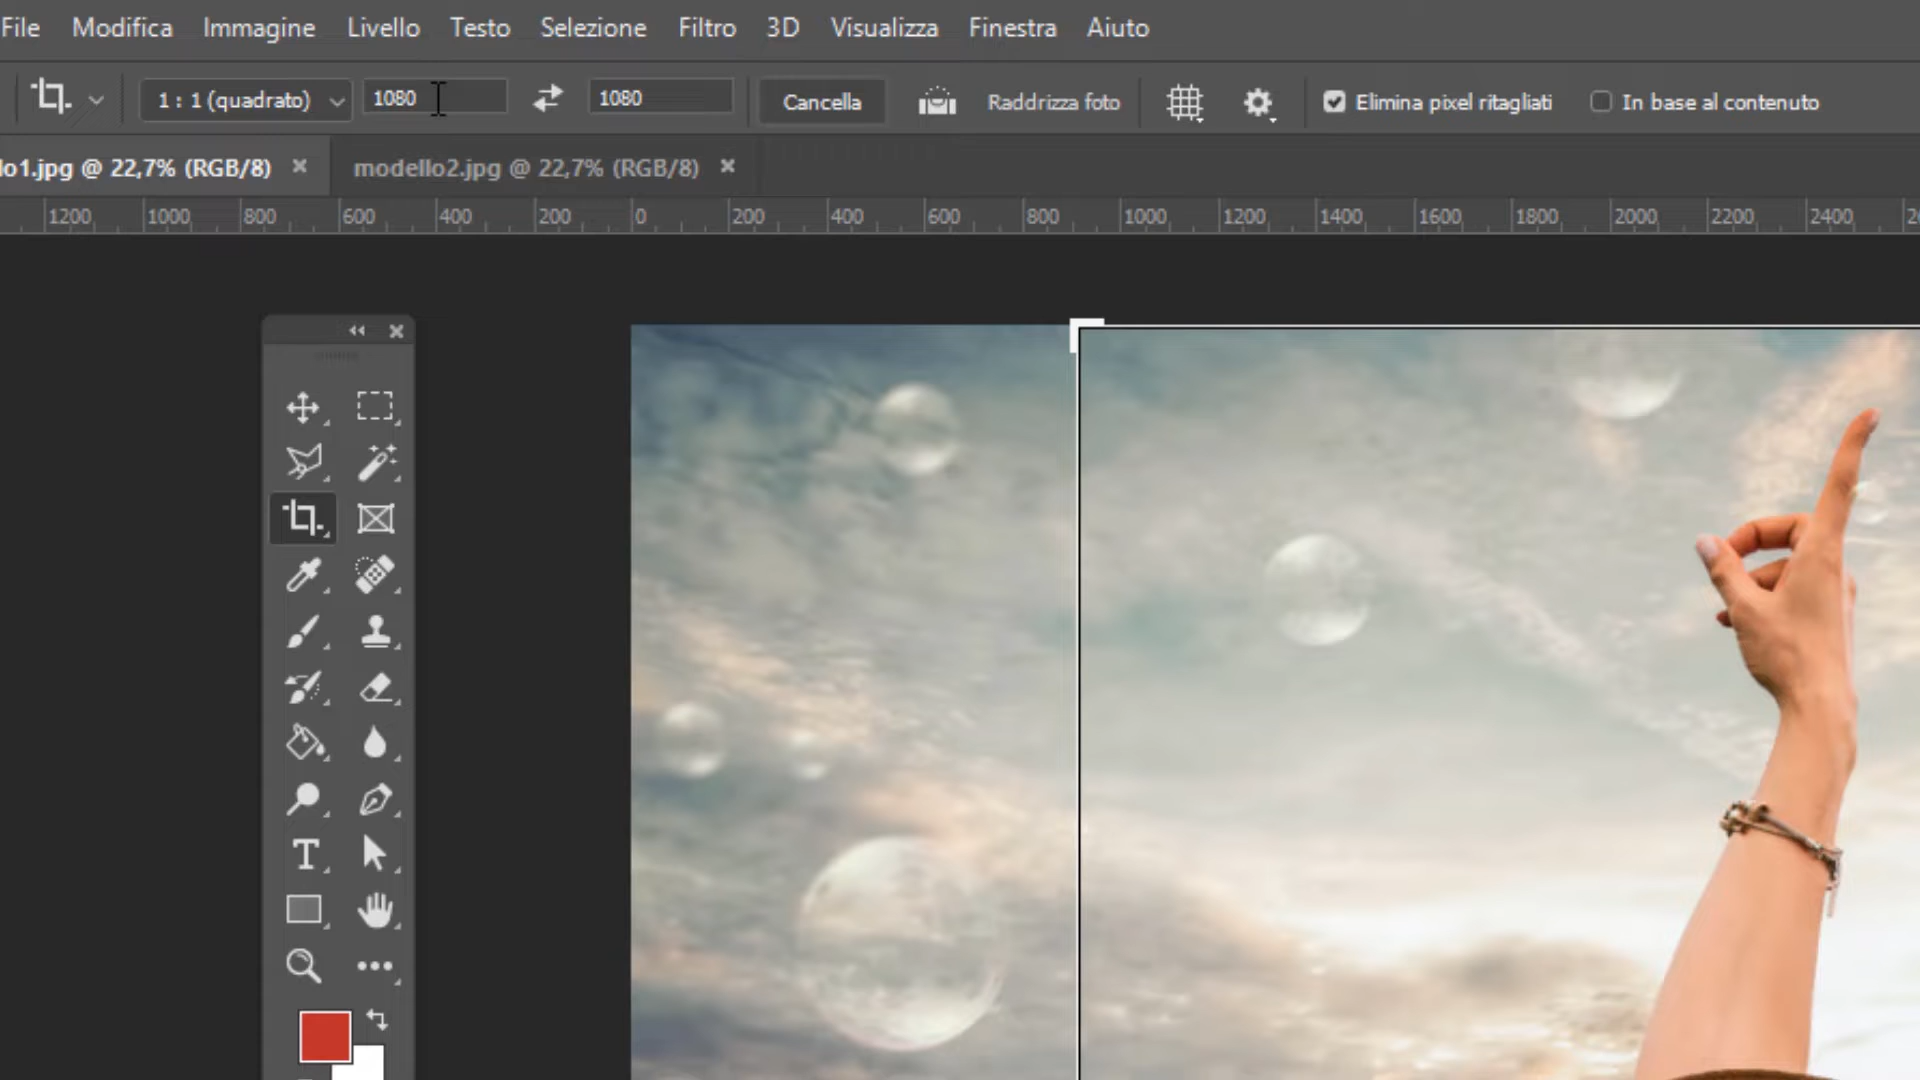 File Modifica Immagine Livello Testo Selezione Filtro 3D Visualizza Finestra Aiuto
1 : 1 (quadrato) 1080 1080 Cancella Raddrizza foto Elimina pixel ritagliati In base al contenuto
lo1.jpg @ 22,7% (RGB/8) × modello2.jpg @ 22,7% (RGB/8) ×
1200 1000 800 600 400 200 0 200 400 600 800 1000 1200 1400 1600 1800 2000 2200 2400 2
T